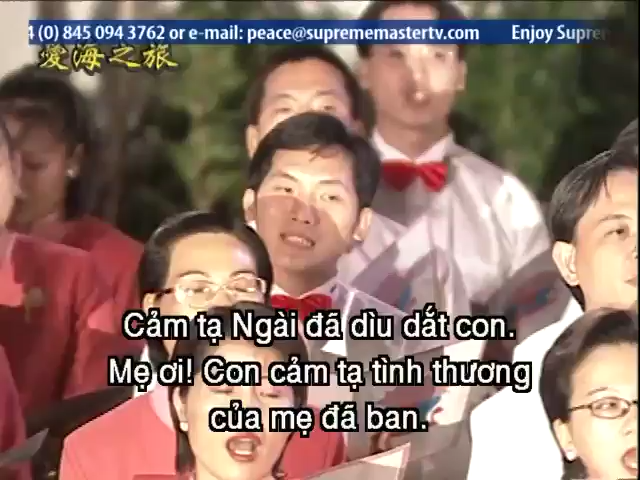 4 (0) 845 094 3762 or e-mail: peace@suprememastertv.com Enjoy Supre
愛海之旅
Cảm tạ Ngài đã dìu dắt con.
Mẹ ơi! Con cảm tạ tình thương
của mẹ đã ban.